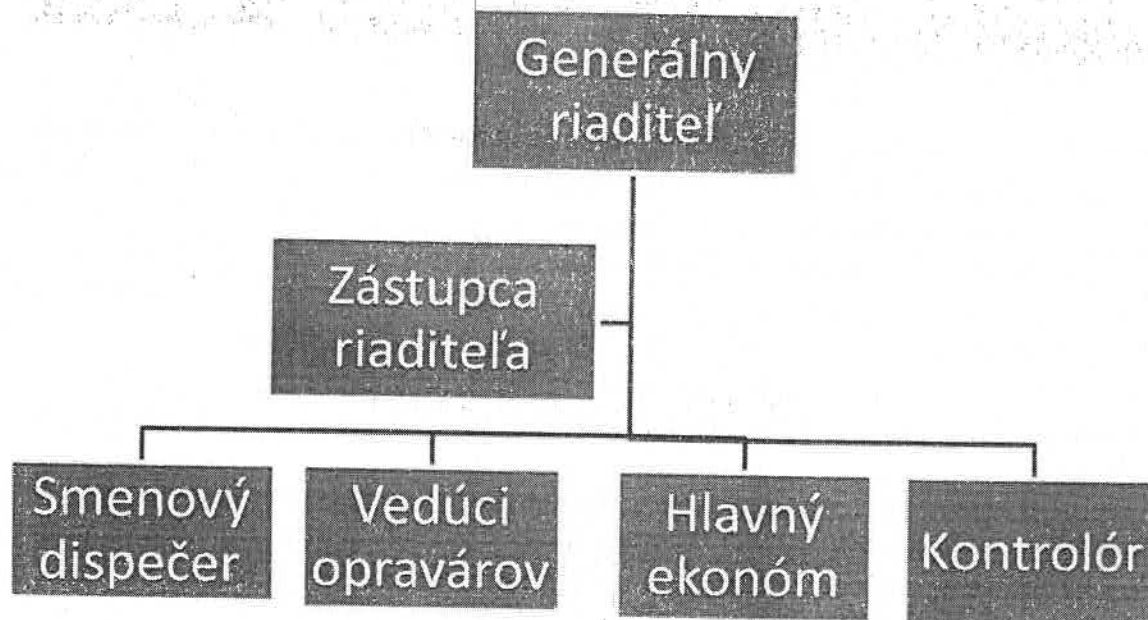 Generálny
riaditeľ
Zástupca
riaditeľa
Smenový
dispečer
Vedúci
opravárov
Hlavný
ekonóm
Kontrolór